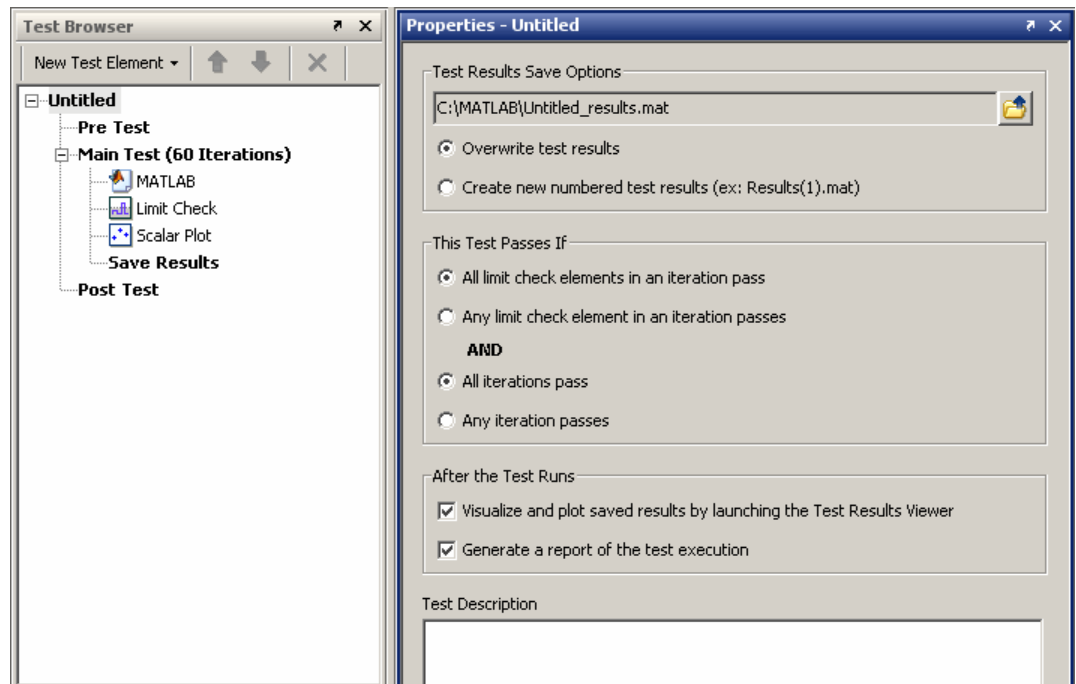 Test Browser
New Test Element
Untitled
Pre Test
Main Test (60 Iterations)
MATLAB
Limit Check
Scalar Plot
Save Results
Post Test
Properties - Untitled
Test Results Save Options
C:\MATLAB\Untitled_results.mat
Overwrite test results
Create new numbered test results (ex: Results(1).mat)
This Test Passes If
All limit check elements in an iteration pass
Any limit check element in an iteration passes
AND
All iterations pass
Any iteration passes
After the Test Runs
Visualize and plot saved results by launching the Test Results Viewer
Generate a report of the test execution
Test Description